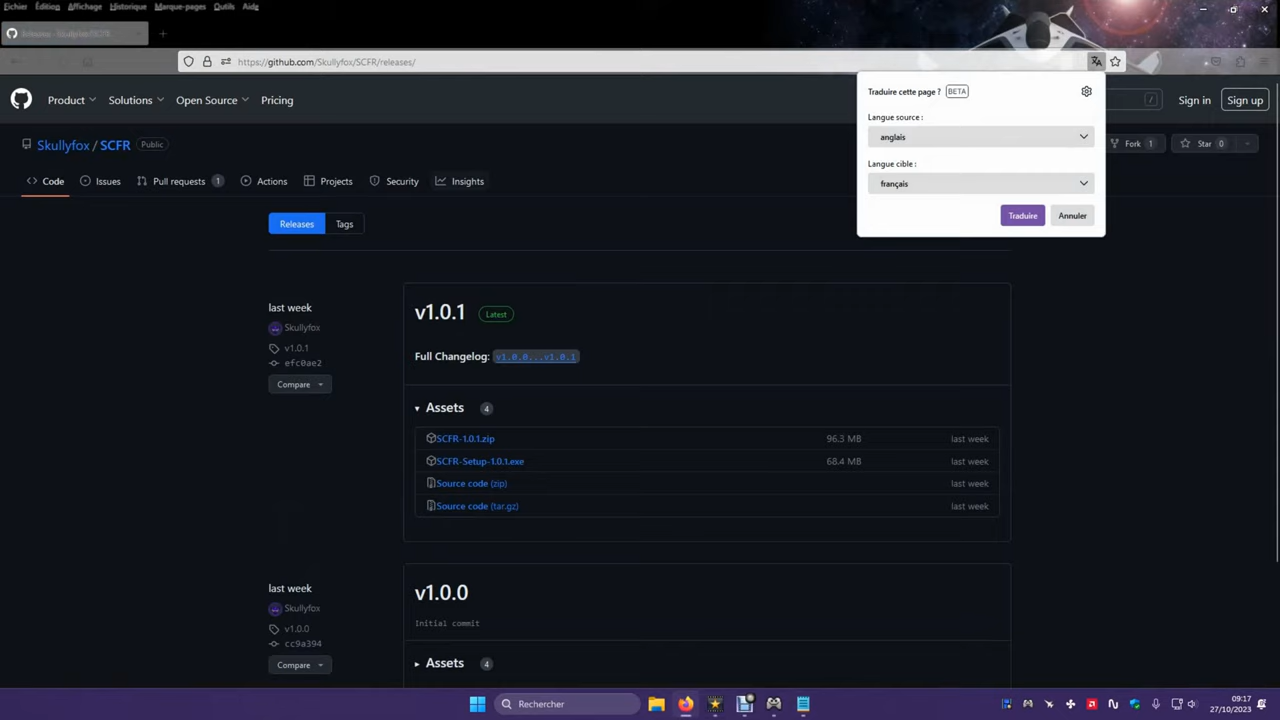 Fichier Édition Affichage Historique Marque-pages Outils Aide
https://github.com/Skullyfox/SCFR/releases/
Traduire cette page ? BETA
Langue source :
anglais
Langue cible :
français
Traduire Annuler
Product Solutions Open Source Pricing
/ Sign in Sign up
Skullyfox / SCFR Public
Fork 1 Star 0
Code Issues Pull requests 1 Actions Projects Security Insights
Releases Tags
last week
Skullyfox
v1.0.1
efc0ae2
Compare
v1.0.1 Latest
Full Changelog: v1.0.0...v1.0.1
Assets 4
SCFR-1.0.1.zip 96.3 MB last week
SCFR-Setup-1.0.1.exe 68.4 MB last week
Source code (zip) last week
Source code (tar.gz) last week
last week
Skullyfox
v1.0.0
cc9a394
Compare
v1.0.0
Initial commit
Assets 4
Rechercher
09:17
27/10/2023